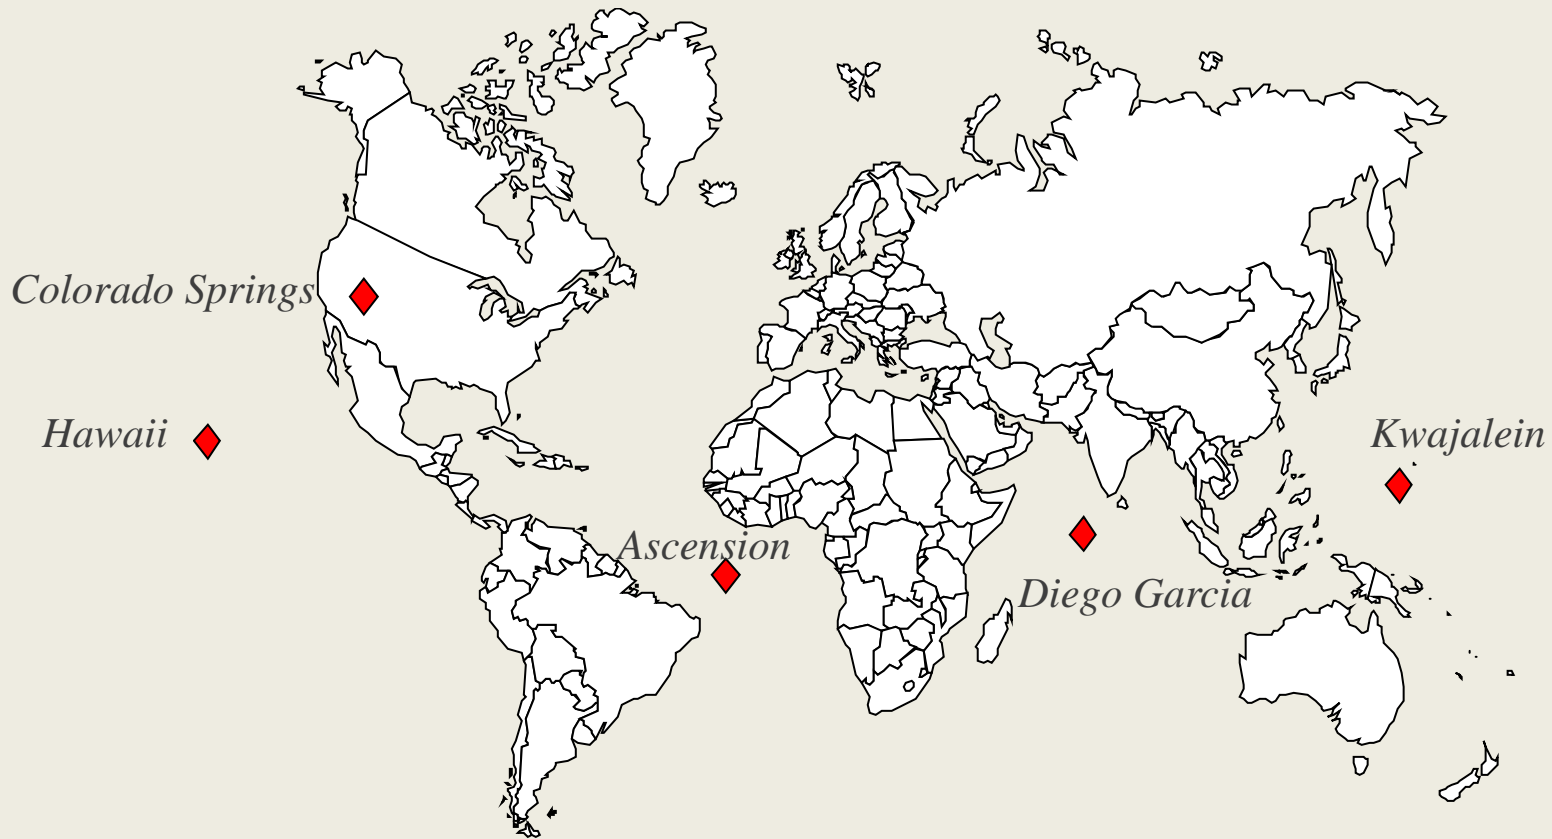 Colorado Springs
Hawaii
Kwajalein
Ascension
Diego Garcia